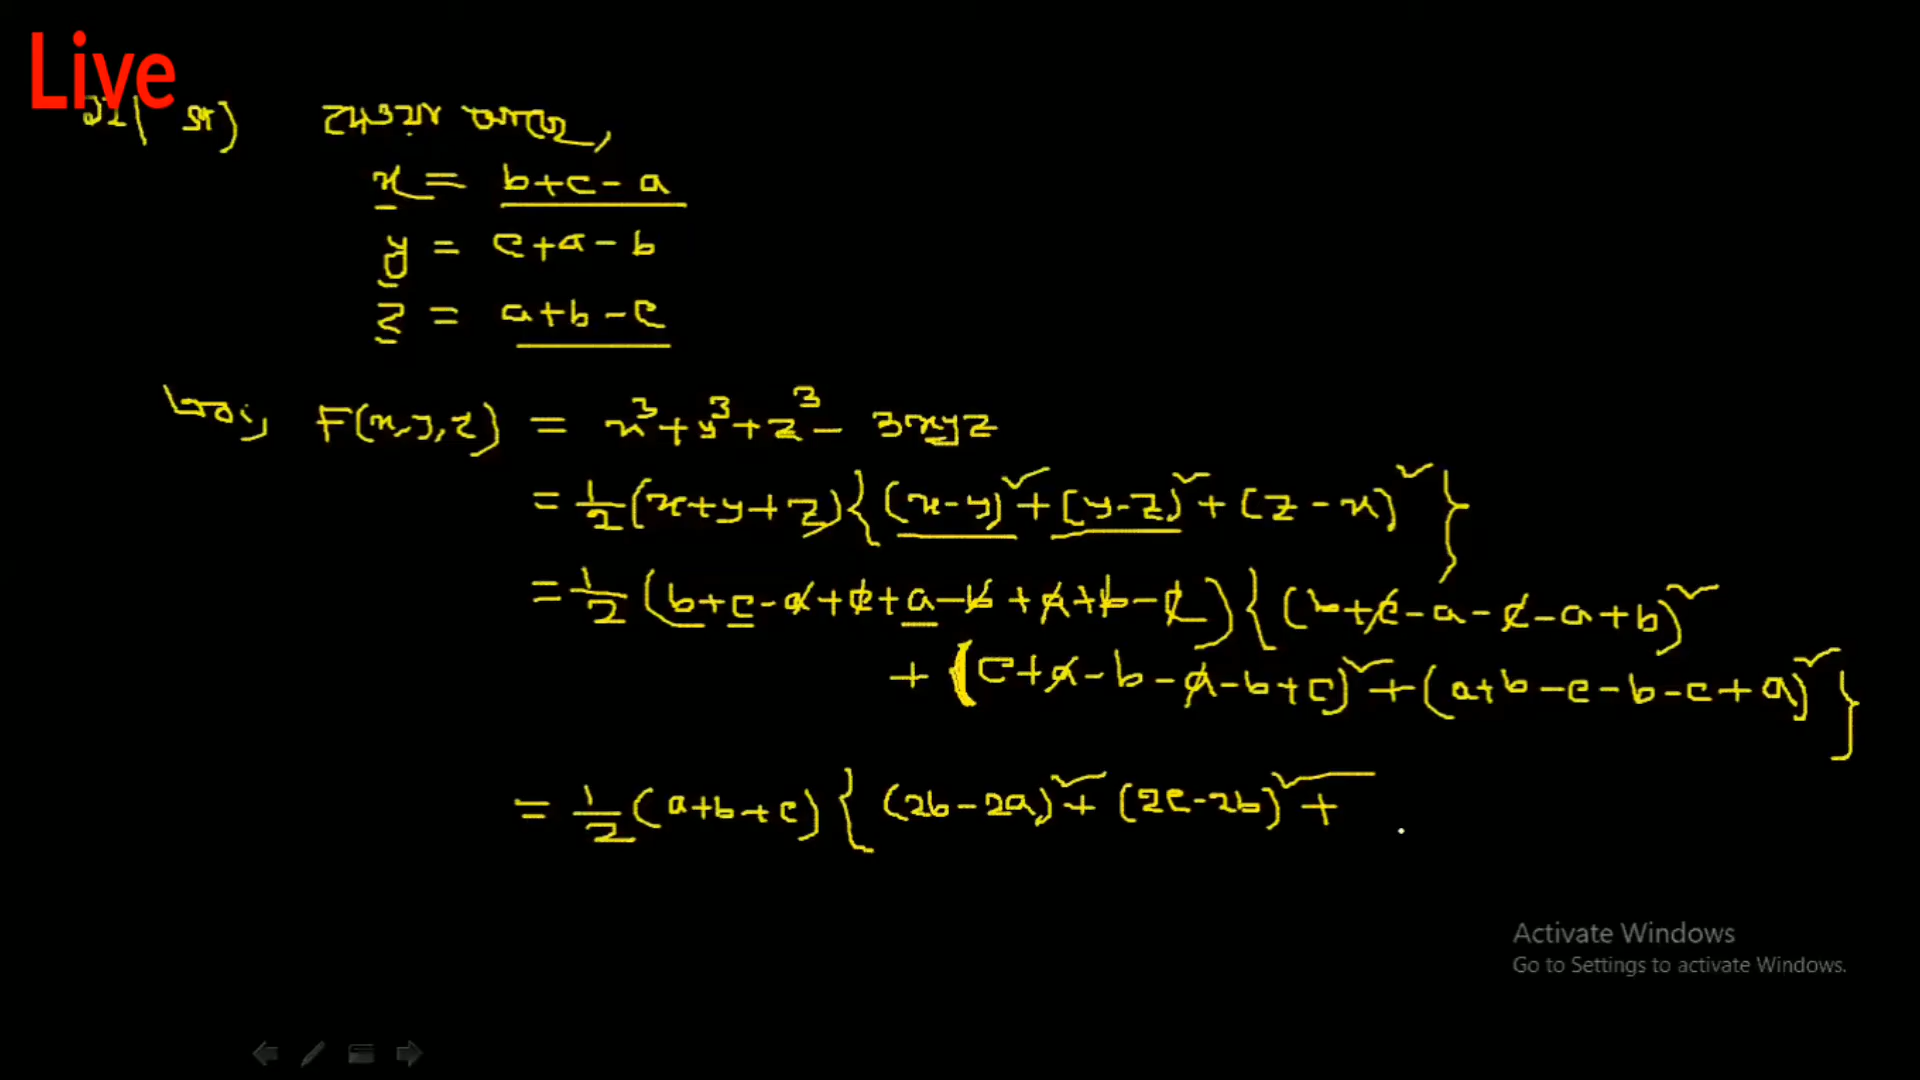 Live
দেওয়া আছে,
x = b+c-a
y = c+a-b
z = a+b-c
F(x,y,z) = x³+y³+z³-3xyz
= 1/2 (x+y+z){(x-y)²+(y-z)²+(z-x)²}
= 1/2 (b+c-a+c+a-b+a+b-c){(b+c-a-c-a+b)²
+ (c+a-b-a-b+c)²+(a+b-c-b-c+a)²}
= 1/2 (a+b+c){(2b-2a)²+(2c-2b)²+
Activate Windows
Go to Settings to activate Windows.